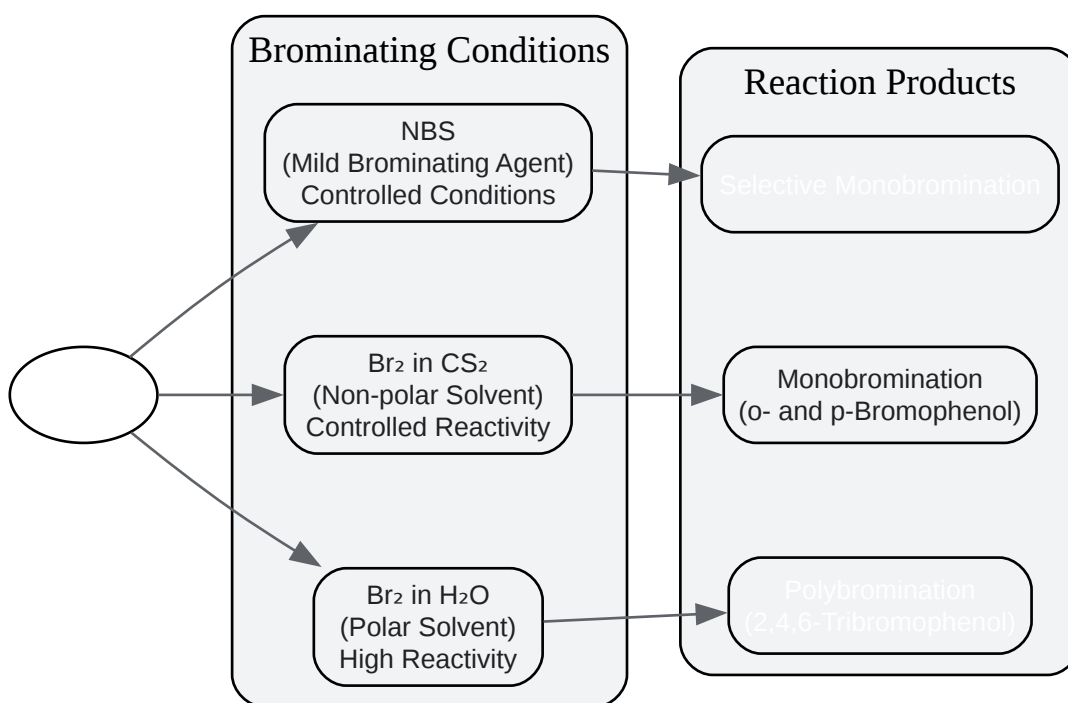 Brominating Conditions
NBS
(Mild Brominating Agent)
Controlled Conditions
Br₂ in CS₂
(Non-polar Solvent)
Controlled Reactivity
Br₂ in H₂O
(Polar Solvent)
High Reactivity
Reaction Products
Selective Monobromination
Monobromination
(o- and p-Bromophenol)
Polybromination
(2,4,6-Tribromophenol)